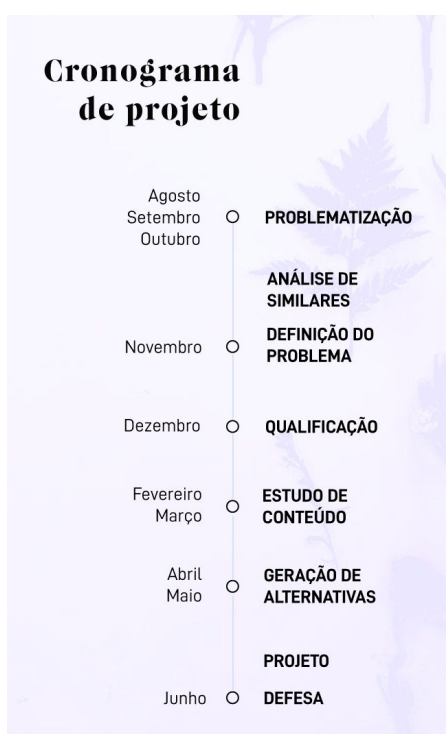 Cronograma
de projeto
Agosto
Setembro
Outubro
PROBLEMATIZAÇÃO
ANÁLISE DE
SIMILARES
Novembro
DEFINIÇÃO DO
PROBLEMA
Dezembro
QUALIFICAÇÃO
Fevereiro
Março
ESTUDO DE
CONTEÚDO
Abril
Maio
GERAÇÃO DE
ALTERNATIVAS
PROJETO
Junho
DEFESA